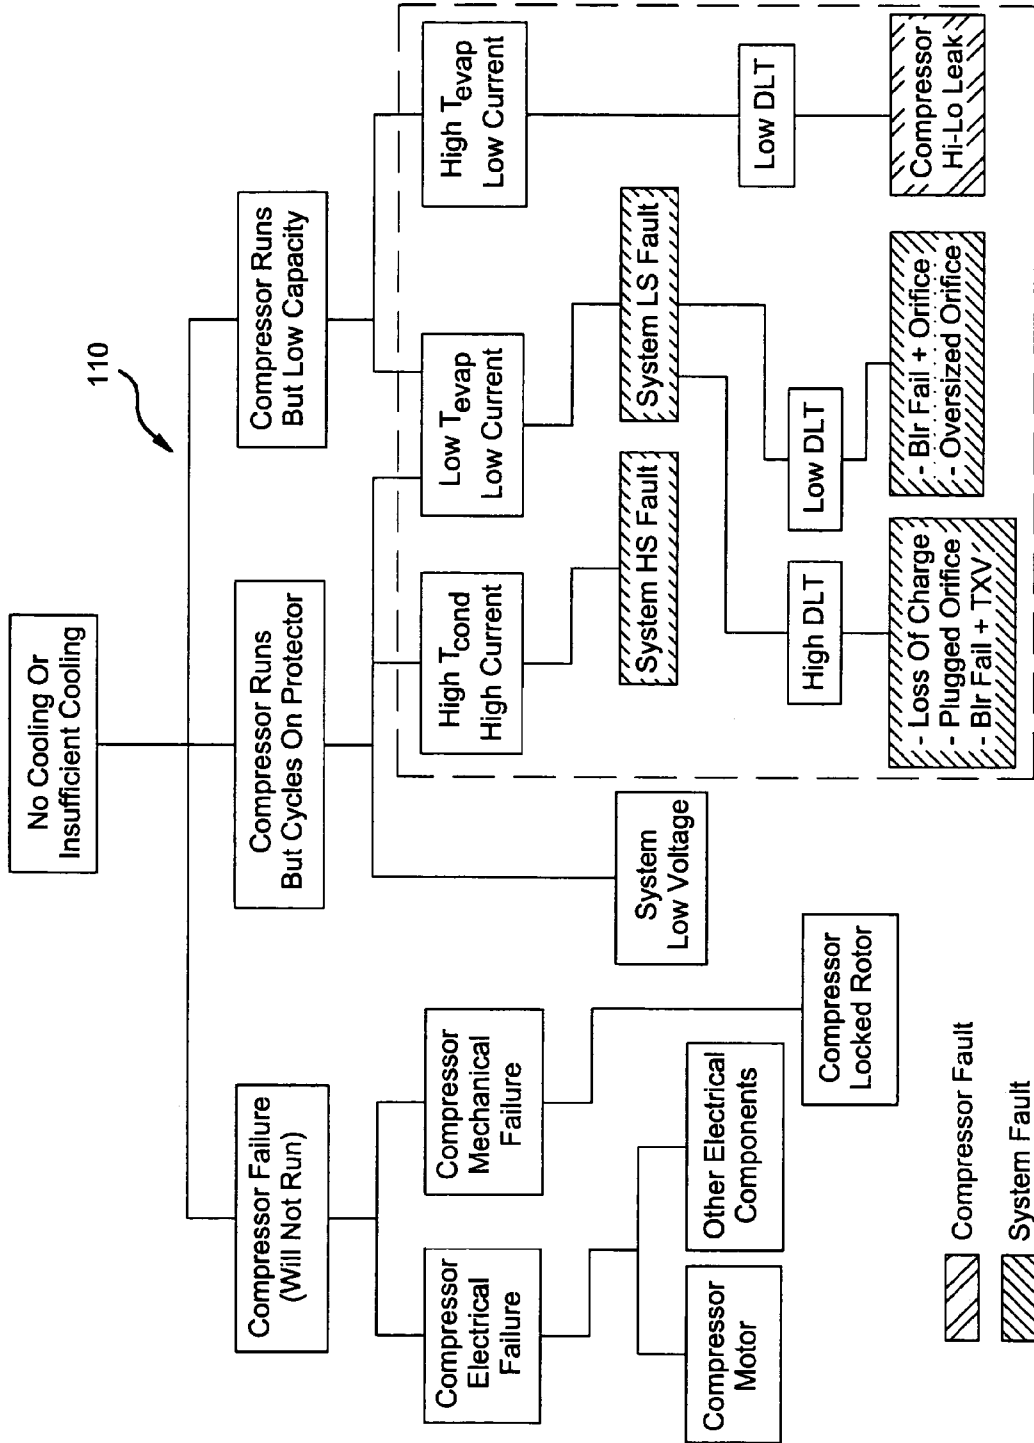 110
No Cooling Or
Insufficient Cooling
Compressor Failure
(Will Not Run)
Compressor Runs
But Cycles On Protector
Compressor Runs
But Low Capacity
Compressor
Electrical
Failure
Compressor
Mechanical
Failure
High Tcond
High Current
Low Tevap
Low Current
High Tevap
Low Current
System
Low Voltage
System HS Fault
System LS Fault
Compressor
Motor
Other Electrical
Components
Compressor
Locked Rotor
High DLT
Low DLT
Low DLT
- Loss Of Charge
- Plugged Orifice
- Blr Fail + TXV
- Blr Fail + Orifice
- Oversized Orifice
Compressor
Hi-Lo Leak
Compressor Fault
System Fault